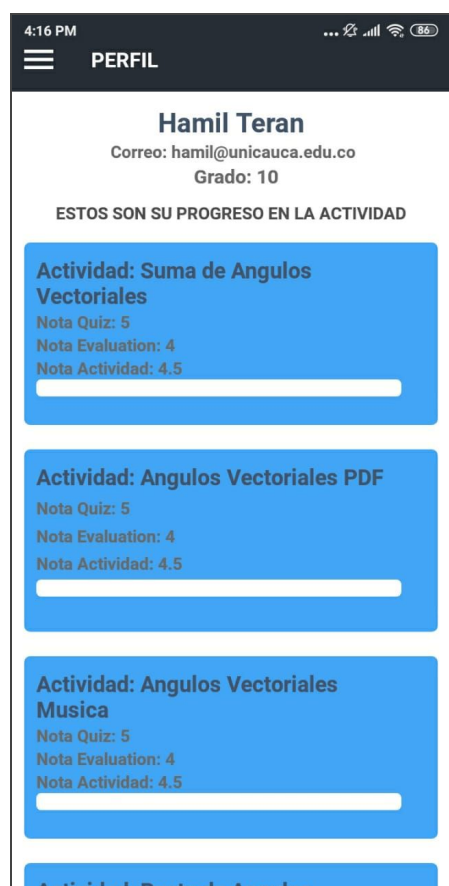 4:16 PM
86
PERFIL
Hamil Teran
Correo: hamil@unicauca.edu.co
Grado: 10
ESTOS SON SU PROGRESO EN LA ACTIVIDAD
Actividad: Suma de Angulos
Vectoriales
Nota Quiz: 5
Nota Evaluation: 4
Nota Actividad: 4.5
Actividad: Angulos Vectoriales PDF
Nota Quiz: 5
Nota Evaluation: 4
Nota Actividad: 4.5
Actividad: Angulos Vectoriales
Musica
Nota Quiz: 5
Nota Evaluation: 4
Nota Actividad: 4.5